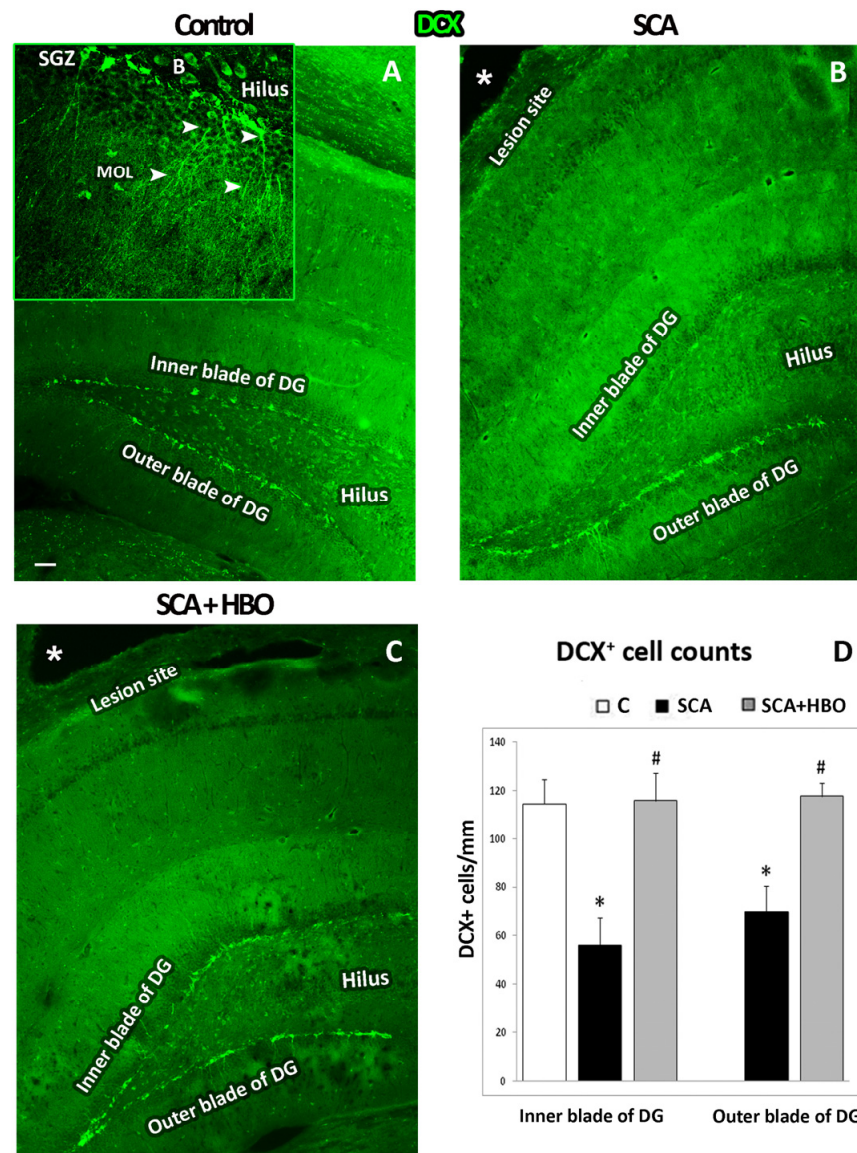 Control
DCX
SCA
SGZ
B
Hilus
A
MOL
Inner blade of DG
Outer blade of DG
Hilus
*
B
Lesion site
Inner blade of DG
Hilus
Outer blade of DG
SCA + HBO
*
C
Lesion site
Hilus
Inner blade of DG
Outer blade of DG
DCX⁺ cell counts
D
C SCA SCA+HBO
DCX+ cells/mm
140
120
100
80
60
40
20
0
*
#
*
#
Inner blade of DG Outer blade of DG